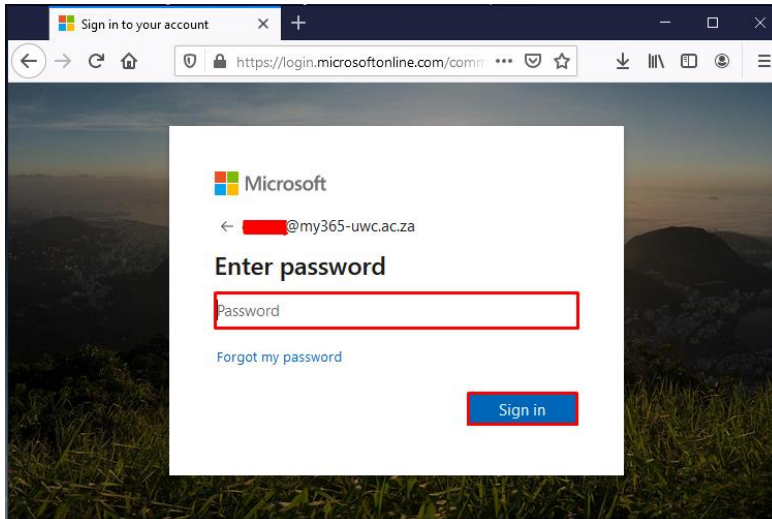 Sign in to your account
https://login.microsoftonline.com/comm
Microsoft
@my365-uwc.ac.za
Enter password
Password
Forgot my password
Sign in